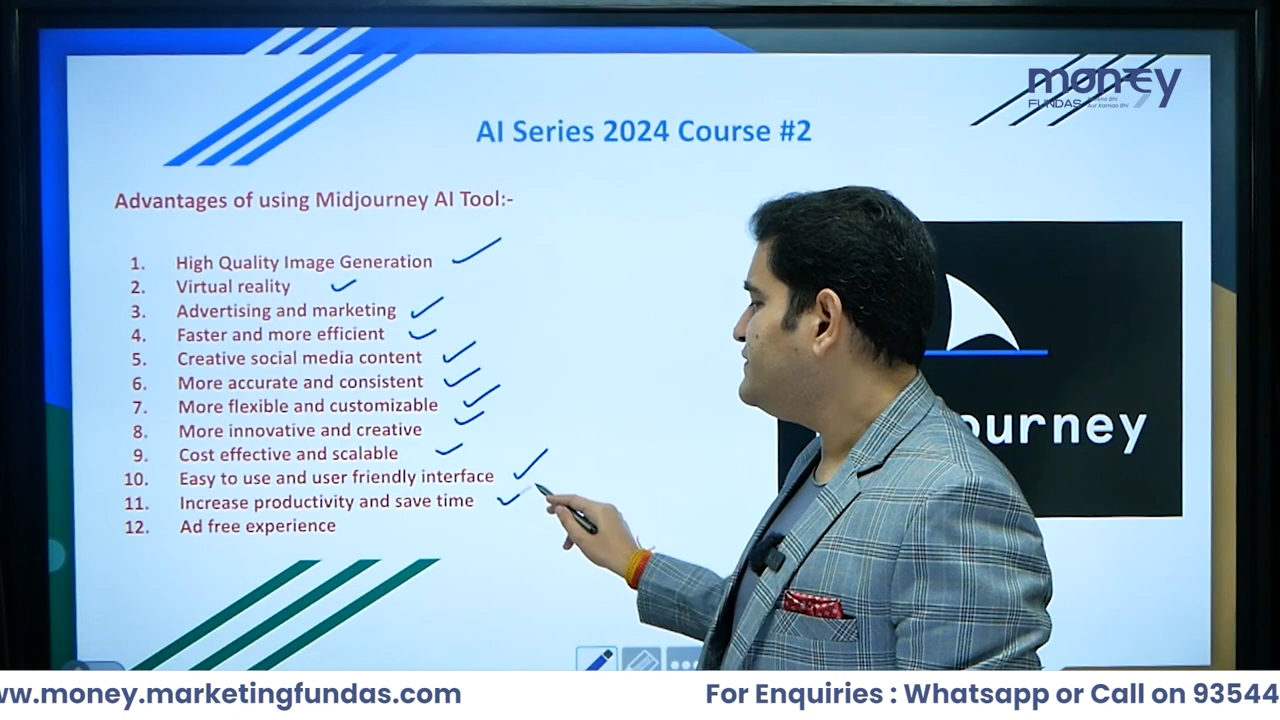 money
FUNDAS
Aur Kamao Bhi
AI Series 2024 Course #2
Advantages of using Midjourney AI Tool:-
1. High Quality Image Generation
2. Virtual reality
3. Advertising and marketing
4. Faster and more efficient
5. Creative social media content
6. More accurate and consistent
7. More flexible and customizable
8. More innovative and creative
9. Cost effective and scalable
10. Easy to use and user friendly interface
11. Increase productivity and save time
12. Ad free experience
ourney
ww.money.marketingfundas.com
For Enquiries : Whatsapp or Call on 93544